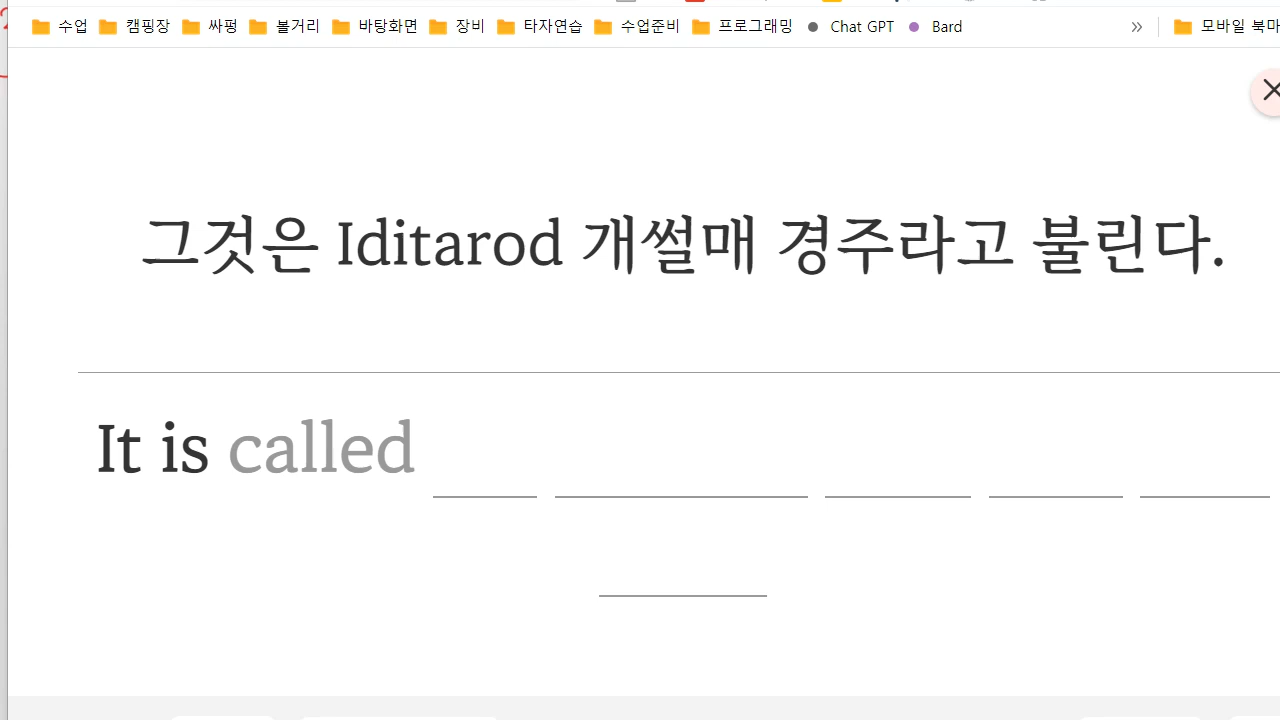 수업 캠핑장 싸펑 볼거리 바탕화면 장비 타자연습 수업준비 프로그래밍 Chat GPT Bard » 모바일 북마
그것은 Iditarod 개썰매 경주라고 불린다.
It is called